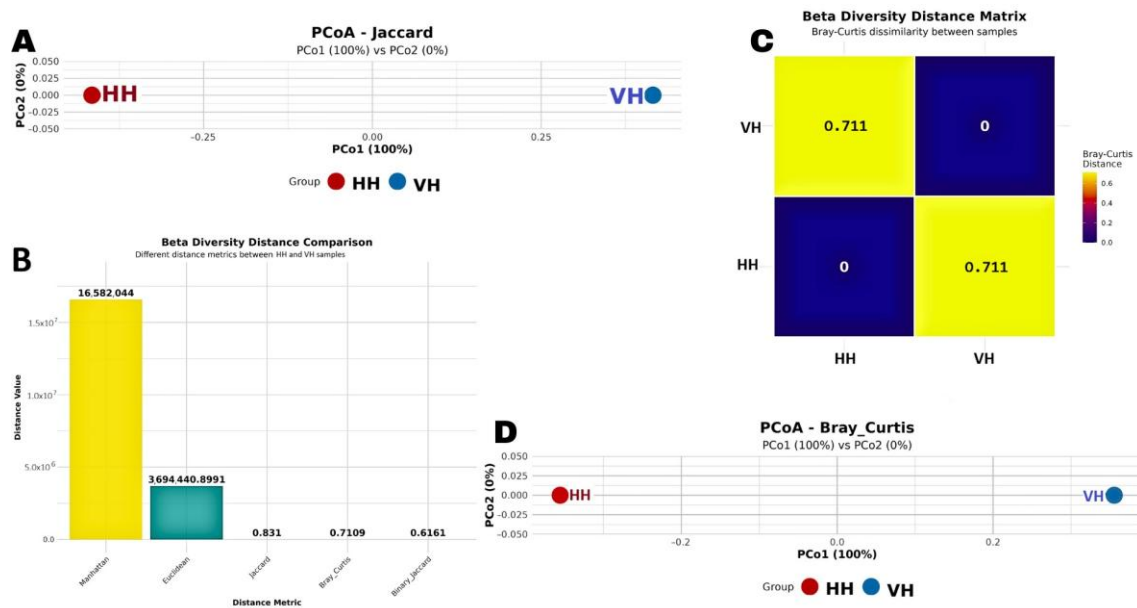 A
PCoA - Jaccard
PCo1 (100%) vs PCo2 (0%)
PCo2 (0%)
0.050
0.025
0.000
-0.025
-0.050
HH
VH
-0.25
0.00
0.25
PCo1 (100%)
Group HH VH
B
Beta Diversity Distance Comparison
Different distance metrics between HH and VH samples
Distance Value
1.5x10⁷
1.0x10⁷
5.0x10⁶
0.0
16,582,044
3,694,440.8991
0.831
0.7109
0.6161
Manhattan
Euclidean
Jaccard
Bray_Curtis
Binary_Jaccard
Distance Metric
C
Beta Diversity Distance Matrix
Bray-Curtis dissimilarity between samples
VH
0.711
0
HH
0
0.711
HH
VH
Bray-Curtis
Distance
0.6
0.4
0.2
0.0
D
PCoA - Bray_Curtis
PCo1 (100%) vs PCo2 (0%)
PCo2 (0%)
0.050
0.025
0.000
-0.025
-0.050
HH
VH
-0.2
0.0
0.2
PCo1 (100%)
Group HH VH